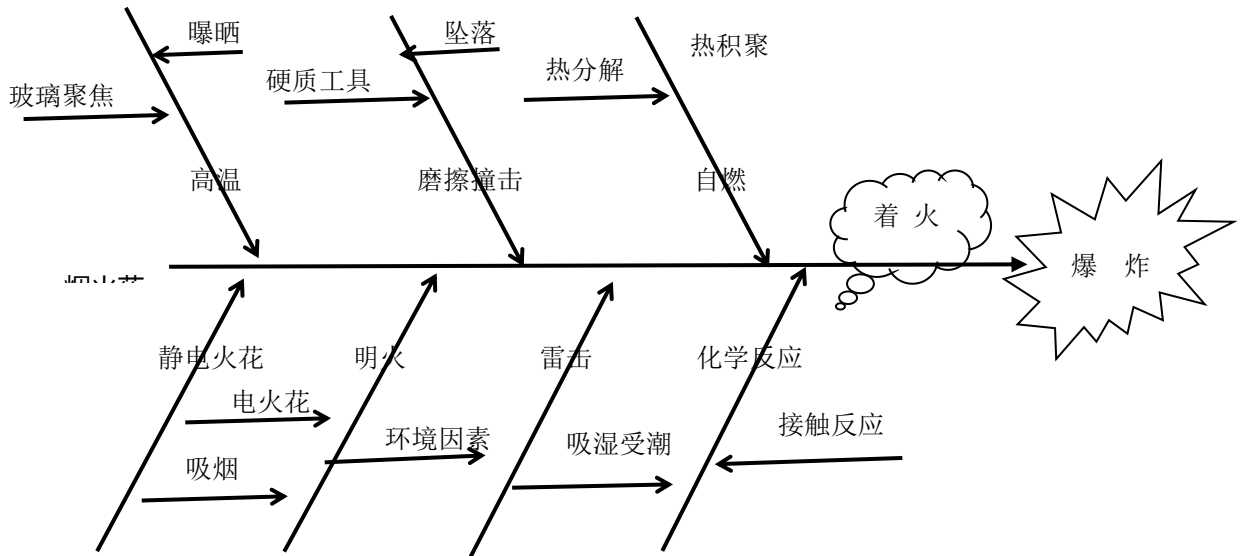 曝晒
坠落
热积聚
玻璃聚焦
硬质工具
热分解
高温
磨擦撞击
自燃
着 火
爆 炸
静电火花
明火
雷击
化学反应
电火花
环境因素
吸湿受潮
接触反应
吸烟